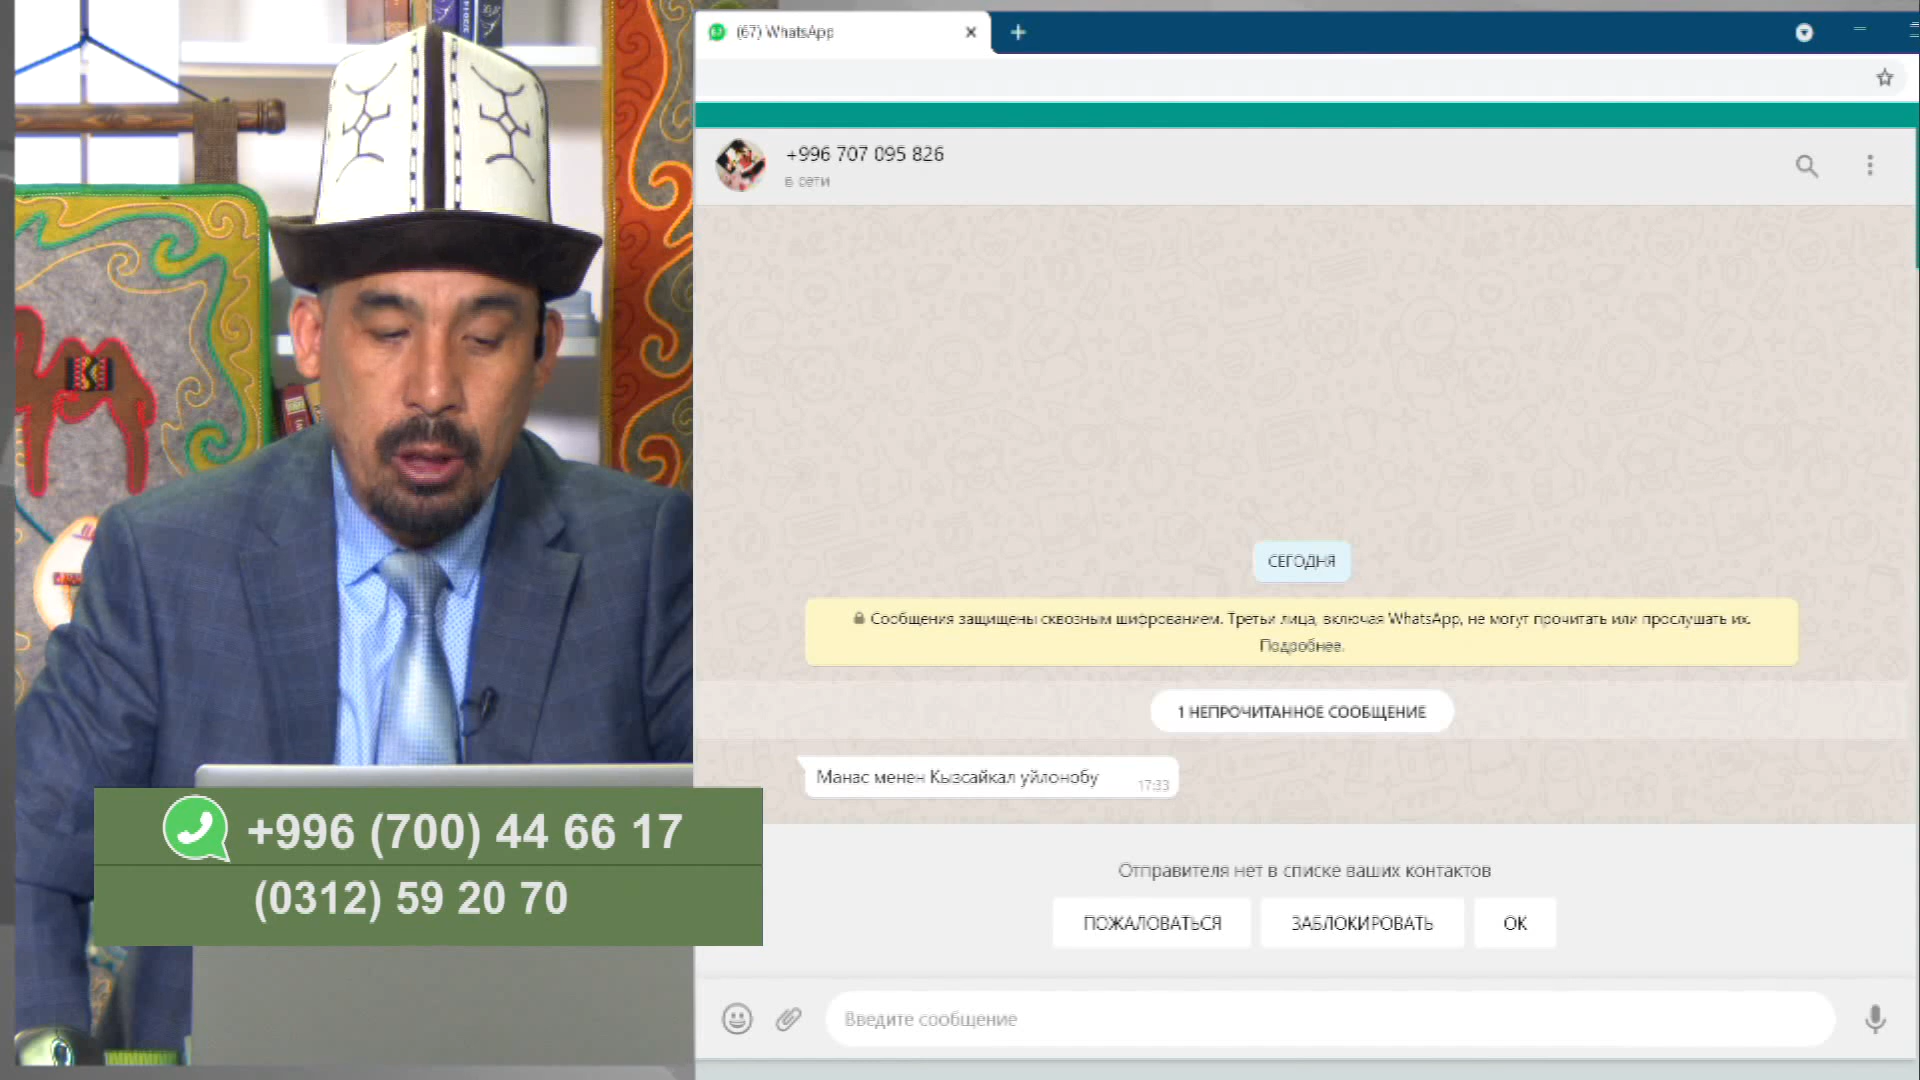 (67) WhatsApp
+996 707 095 826
в сети
СЕГОДНЯ
Сообщения защищены сквозным шифрованием. Третьи лица, включая WhatsApp, не могут прочитать или прослушать их.
Подробнее.
1 НЕПРОЧИТАННОЕ СООБЩЕНИЕ
Манас менен Кызсайкал уйлонобу
17:33
Отправителя нет в списке ваших контактов
ПОЖАЛОВАТЬСЯ
ЗАБЛОКИРОВАТЬ
ОК
Введите сообщение
+996 (700) 44 66 17
(0312) 59 20 70